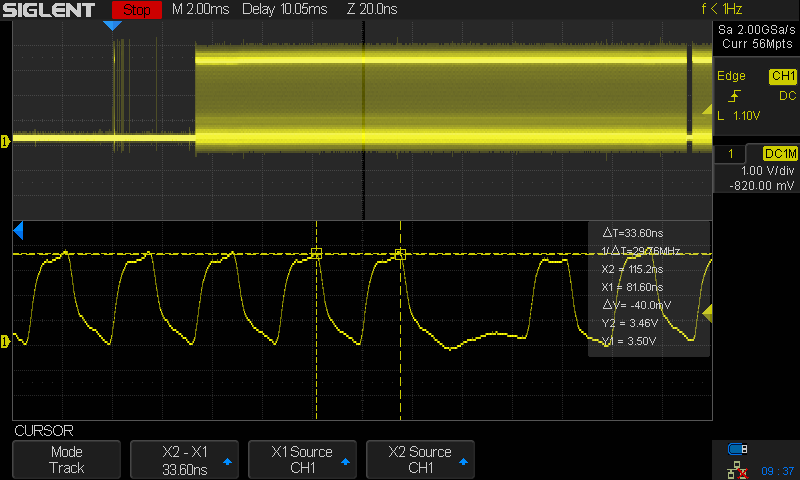 SIGLENT Stop M 2.00ms Delay 10.05ms Z 20.0ns f < 1Hz
Sa 2.00GSa/s
Curr 56Mpts
Edge CH1
DC
L 1.10V
1 DC1M
1.00 V/div
-820.00 mV
1
ΔT=33.60ns
1/ΔT=29.76MHz
X2 = 115.2ns
X1 = 81.60ns
ΔV= -40.0mV
Y2 = 3.46V
Y1 = 3.50V
1
CURSOR
Mode
Track
X2 - X1
33.60ns
X1 Source
CH1
X2 Source
CH1
09:37